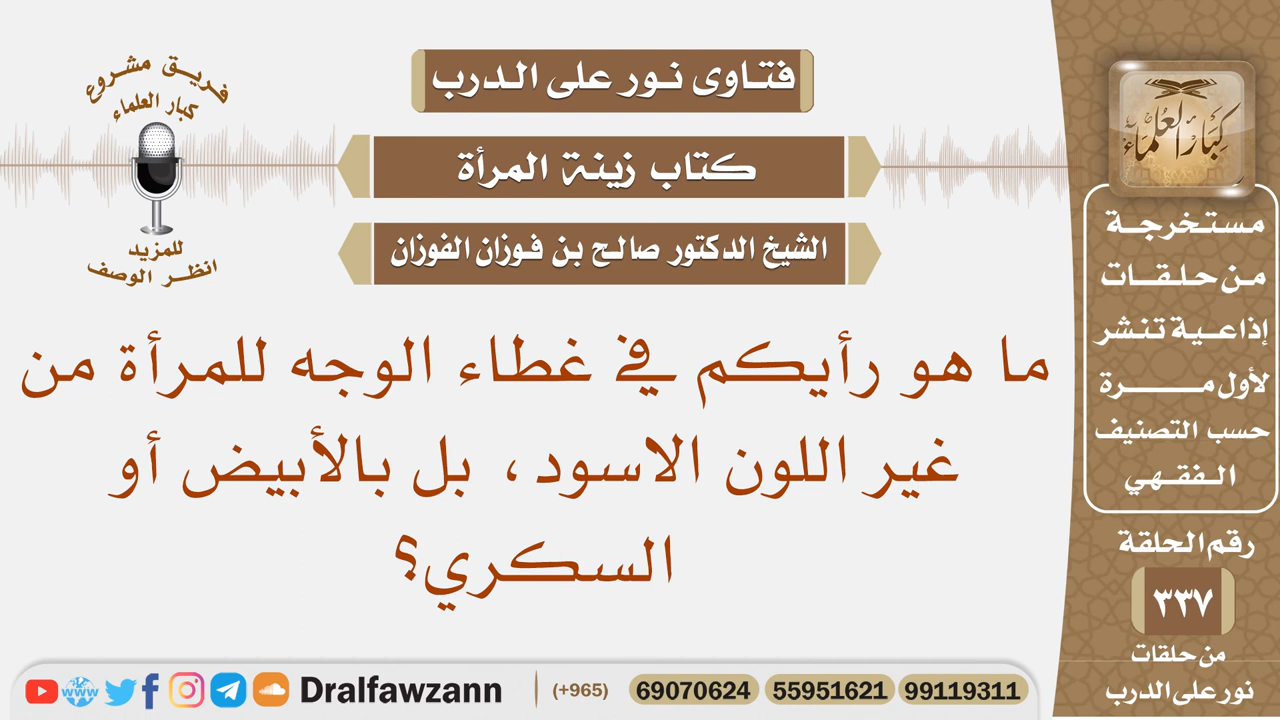 فتاوى نور على الدرب
كتاب زينة المرأة
الشيخ الدكتور صالح بن فوزان الفوزان
فريق مشروع
كبار العلماء
للمزيد
انظر الوصف
ما هو رأيكم في غطاء الوجه للمرأة من
غير اللون الاسود، بل بالأبيض أو
السكري؟
كبار العلماء
مستخرجة
من حلقات
إذاعية تنشر
لأول مرة
حسب التصنيف
الفقهي
رقم الحلقة
٣٣٧
من حلقات
نور على الدرب
www Dralfawzann (+965) 69070624 55951621 99119311